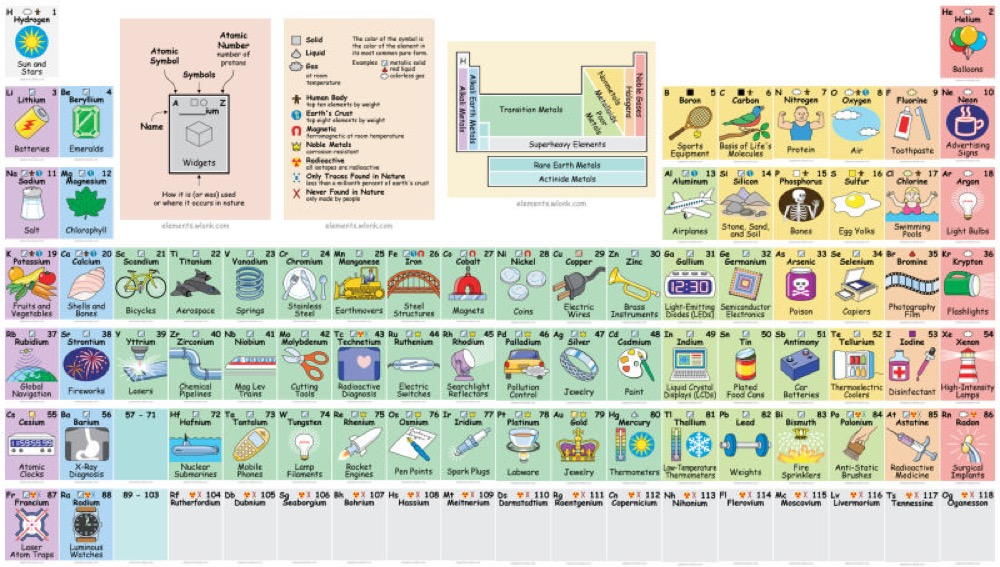 H 1
Hydrogen
Sun and
Stars
He 2
Helium
Balloons
Atomic
Symbol
Atomic
Number
number of
protons
Symbols
Name
A Z
ium
Widgets
How it is (or was) used
or where it occurs in nature
elements.wlonk.com
Solid
Liquid
Gas
at room
temperature
The color of the symbol is
the color of the element in
its most common pure form.
Examples
metallic solid
red liquid
colorless gas
Human Body
top ten elements by weight
Earth's Crust
top eight elements by weight
Magnetic
ferromagnetic at room temperature
Noble Metals
corrosion-resistant
Radioactive
all isotopes are radioactive
Only Traces Found in Nature
less than a millionth percent of earth's crust
Never Found in Nature
only made by people
elements.wlonk.com
H
Alkali Metals
Alkali Earth Metals
Transition Metals
Nonmetals
Metalloids
Poor Metals
Halogens
Noble Gases
Superheavy Elements
Rare Earth Metals
Actinide Metals
elements.wlonk.com
Li 3
Lithium
Batteries
Be 4
Beryllium
Emeralds
B 5
Boron
Sports
Equipment
C 6
Carbon
Basis of Life's
Molecules
N 7
Nitrogen
Protein
O 8
Oxygen
Air
F 9
Fluorine
Toothpaste
Ne 10
Neon
Advertising
Signs
Na 11
Sodium
Salt
Mg 12
Magnesium
Chlorophyll
Al 13
Aluminum
Airplanes
Si 14
Silicon
Stone, Sand,
and Soil
P 15
Phosphorus
Bones
S 16
Sulfur
Egg Yolks
Cl 17
Chlorine
Swimming
Pools
Ar 18
Argon
Light Bulbs
K 19
Potassium
Fruits and
Vegetables
Ca 20
Calcium
Shells and
Bones
Sc 21
Scandium
Bicycles
Ti 22
Titanium
Aerospace
V 23
Vanadium
Springs
Cr 24
Chromium
Stainless
Steel
Mn 25
Manganese
Earthmovers
Fe 26
Iron
Steel
Structures
Co 27
Cobalt
Magnets
Ni 28
Nickel
Coins
Cu 29
Copper
Electric
Wires
Zn 30
Zinc
Brass
Instruments
Ga 31
Gallium
12:30
Light-Emitting
Diodes (LEDs)
Ge 32
Germanium
Semiconductor
Electronics
As 33
Arsenic
Poison
Se 34
Selenium
Copiers
Br 35
Bromine
Photography
Film
Kr 36
Krypton
Flashlights
Rb 37
Rubidium
Global
Navigation
Sr 38
Strontium
Fireworks
Y 39
Yttrium
Lasers
Zr 40
Zirconium
Chemical
Pipelines
Nb 41
Niobium
Mag Lev
Trains
Mo 42
Molybdenum
Cutting
Tools
Tc 43
Technetium
Radioactive
Diagnosis
Ru 44
Ruthenium
Electric
Switches
Rh 45
Rhodium
Searchlight
Reflectors
Pd 46
Palladium
Pollution
Control
Ag 47
Silver
Jewelry
Cd 48
Cadmium
Paint
In 49
Indium
Liquid Crystal
Displays (LCDs)
Sn 50
Tin
Plated
Food Cans
Sb 51
Antimony
Car
Batteries
Te 52
Tellurium
Thermoelectric
Coolers
I 53
Iodine
Disinfectant
Xe 54
Xenon
High-Intensity
Lamps
Cs 55
Cesium
Atomic
Clocks
Ba 56
Barium
X-Ray
Diagnosis
57 - 71
Hf 72
Hafnium
Nuclear
Submarines
Ta 73
Tantalum
Mobile
Phones
W 74
Tungsten
Lamp
Filaments
Re 75
Rhenium
Rocket
Engines
Os 76
Osmium
Pen Points
Ir 77
Iridium
Spark Plugs
Pt 78
Platinum
Labware
Au 79
Gold
Jewelry
Hg 80
Mercury
Thermometers
Tl 81
Thallium
Low-Temperature
Thermometers
Pb 82
Lead
Weights
Bi 83
Bismuth
Fire
Sprinklers
Po 84
Polonium
Anti-Static
Brushes
At 85
Astatine
Radioactive
Medicine
Rn 86
Radon
Surgical
Implants
Fr 87
Francium
Laser
Atom Traps
Ra 88
Radium
Luminous
Watches
89 - 103
Rf 104
Rutherfordium
Db 105
Dubnium
Sg 106
Seaborgium
Bh 107
Bohrium
Hs 108
Hassium
Mt 109
Meitnerium
Ds 110
Darmstadtium
Rg 111
Roentgenium
Cn 112
Copernicium
Nh 113
Nihonium
Fl 114
Flerovium
Mc 115
Moscovium
Lv 116
Livermorium
Ts 117
Tennessine
Og 118
Oganesson